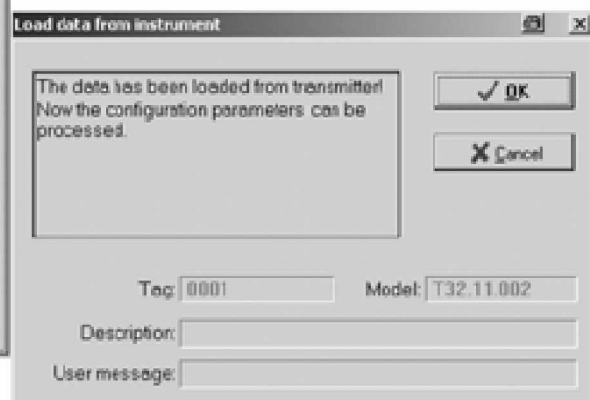 Load data from instrument
The data has been loaded from transmitter!
Now the configuration parameters can be
processed.
OK
Cancel
Tag: 0001 Model: T32.11.002
Description:
User message: